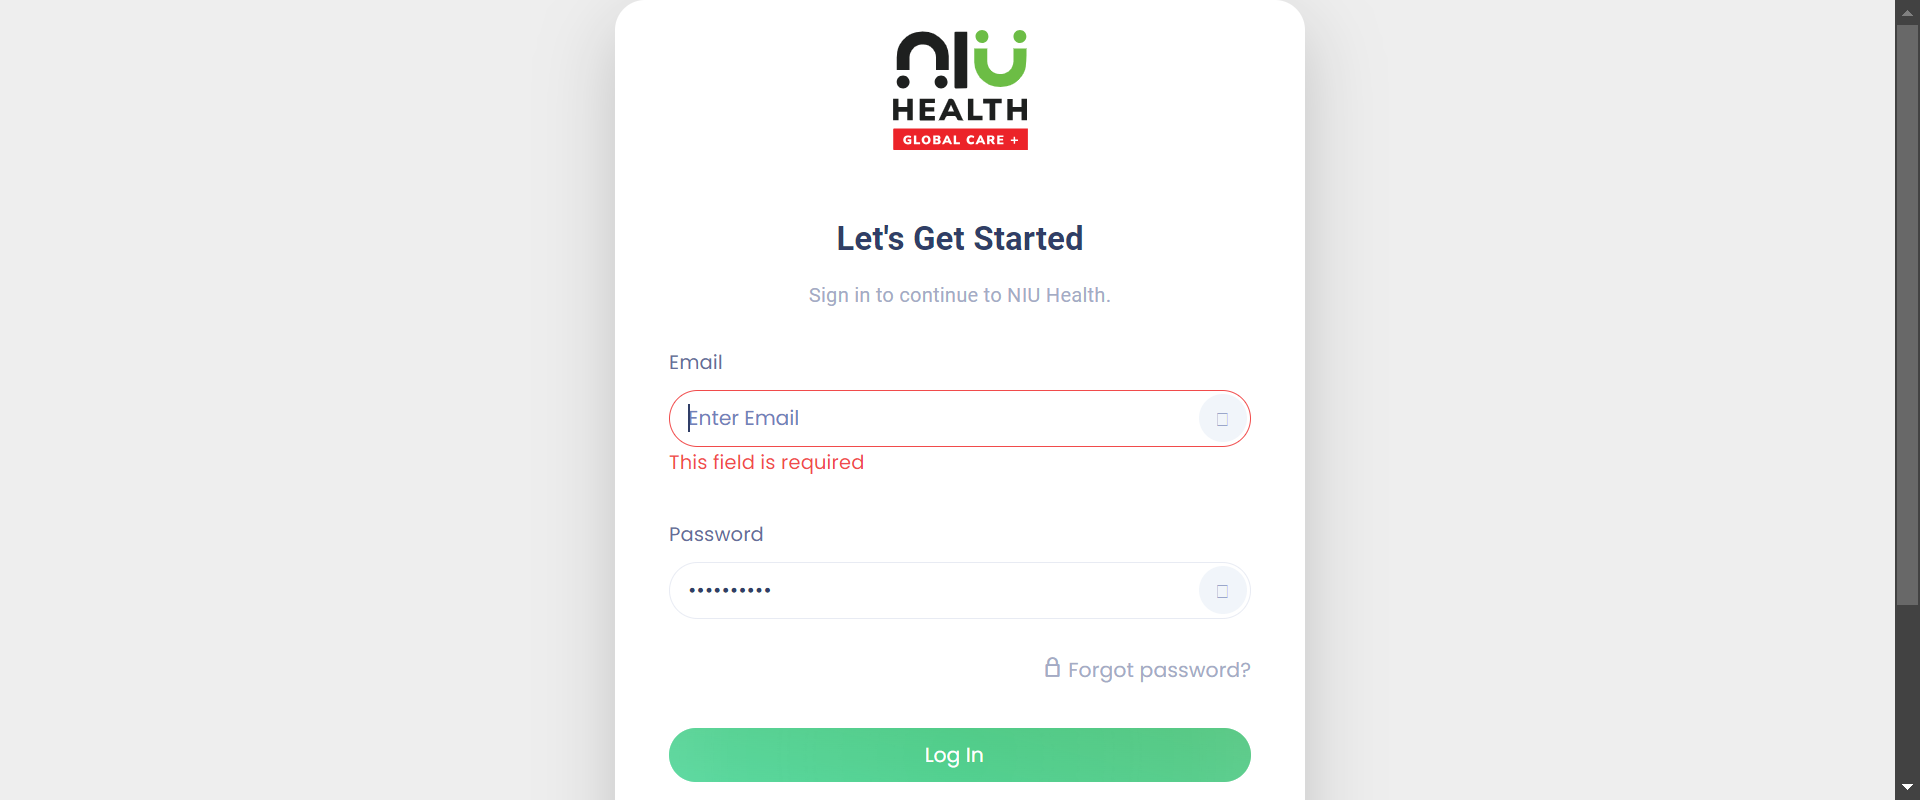 NIU
HEALTH
GLOBAL CARE +
Let's Get Started
Sign in to continue to NIU Health.
Email
Enter Email
This field is required
Password
••••••••••
Forgot password?
Log In